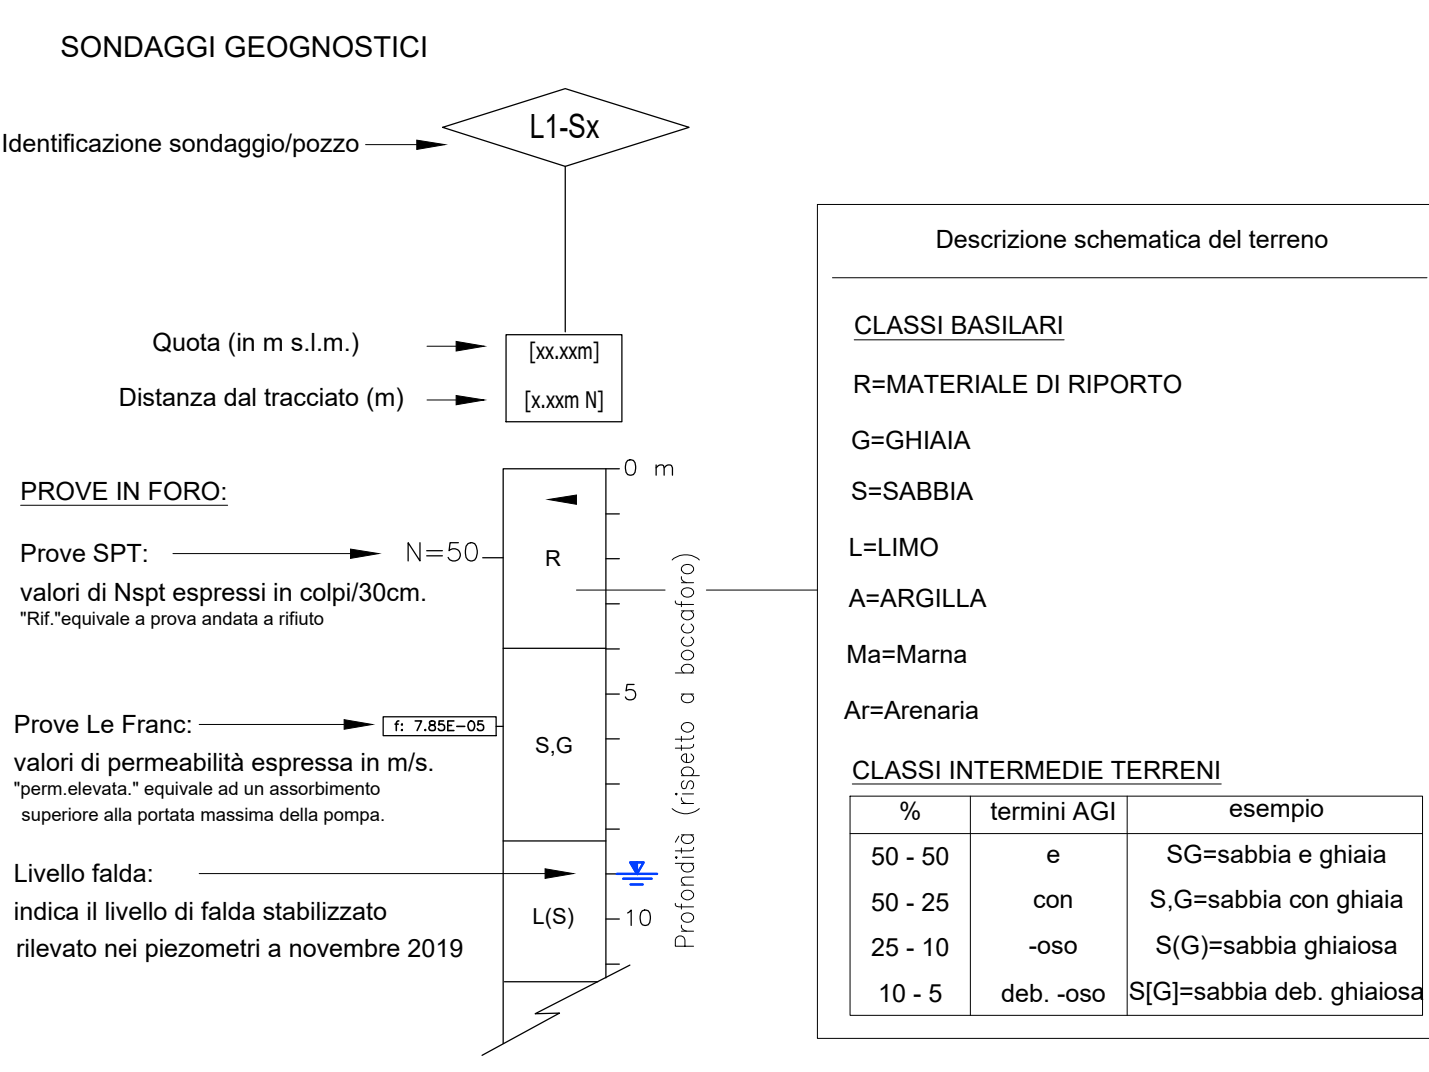 SONDAGGI GEOGNOSTICI
L1-Sx
Identificazione sondaggio/pozzo
Quota (in m s.l.m.)
[xx.xxm]
Distanza dal tracciato (m)
[x.xxm N]
PROVE IN FORO:
0 m
Prove SPT:
N=50
R
valori di Nspt espressi in colpi/30cm.
"Rif."equivale a prova andata a rifiuto
5
Prove Le Franc:
f: 7.85E-05
S,G
valori di permeabilità espressa in m/s.
"perm.elevata." equivale ad un assorbimento
superiore alla portata massima della pompa.
Livello falda:
indica il livello di falda stabilizzato
rilevato nei piezometri a novembre 2019
L(S)
10
Profondità (rispetto a boccaforo)
Descrizione schematica del terreno
CLASSI BASILARI
R=MATERIALE DI RIPORTO
G=GHIAIA
S=SABBIA
L=LIMO
A=ARGILLA
Ma=Marna
Ar=Arenaria
CLASSI INTERMEDIE TERRENI
% termini AGI esempio
50 - 50 e SG=sabbia e ghiaia
50 - 25 con S,G=sabbia con ghiaia
25 - 10 -oso S(G)=sabbia ghiaiosa
10 - 5 deb. -oso S[G]=sabbia deb. ghiaiosa